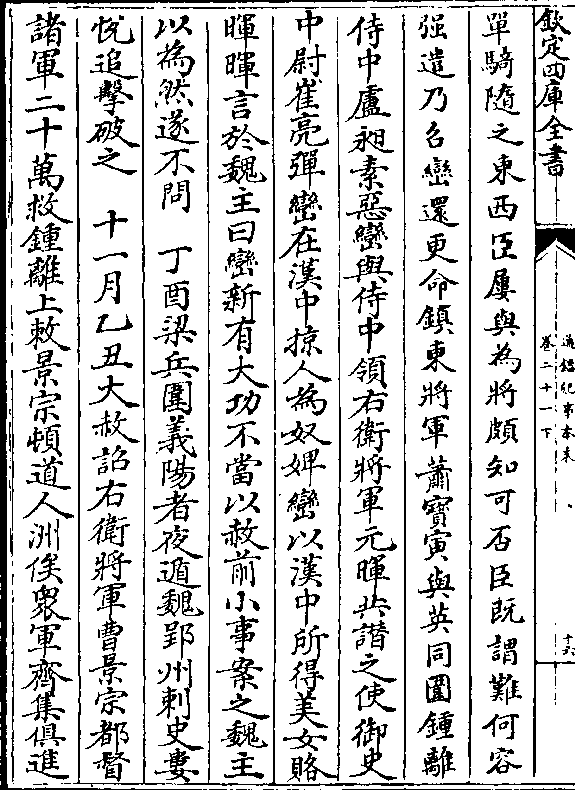 欽定四庫全書
通鑑紀事本末
卷二十一下
十六
單騎隨之東西臣屢與為將頗知可否臣既謂難何容
强遣乃召巒還更命鎮東將軍蕭寶寅與英同圍鍾離
侍中盧昶素惡巒與侍中領右衛將軍元暉共譖之使御史
中尉崔亮彈巒在漢中掠人為奴婢巒以漢中所得美女賂
暉暉言於魏主曰巒新有大功不當以赦前小事案之魏主
以為然遂不問 丁酉梁兵圍義陽者夜遁魏郢州刺史婁
悅追擊破之 十一月乙丑大赦詔右衛將軍曹景宗都督
諸軍二十萬救鍾離上敕景宗頓道人洲俟衆軍齊集俱進